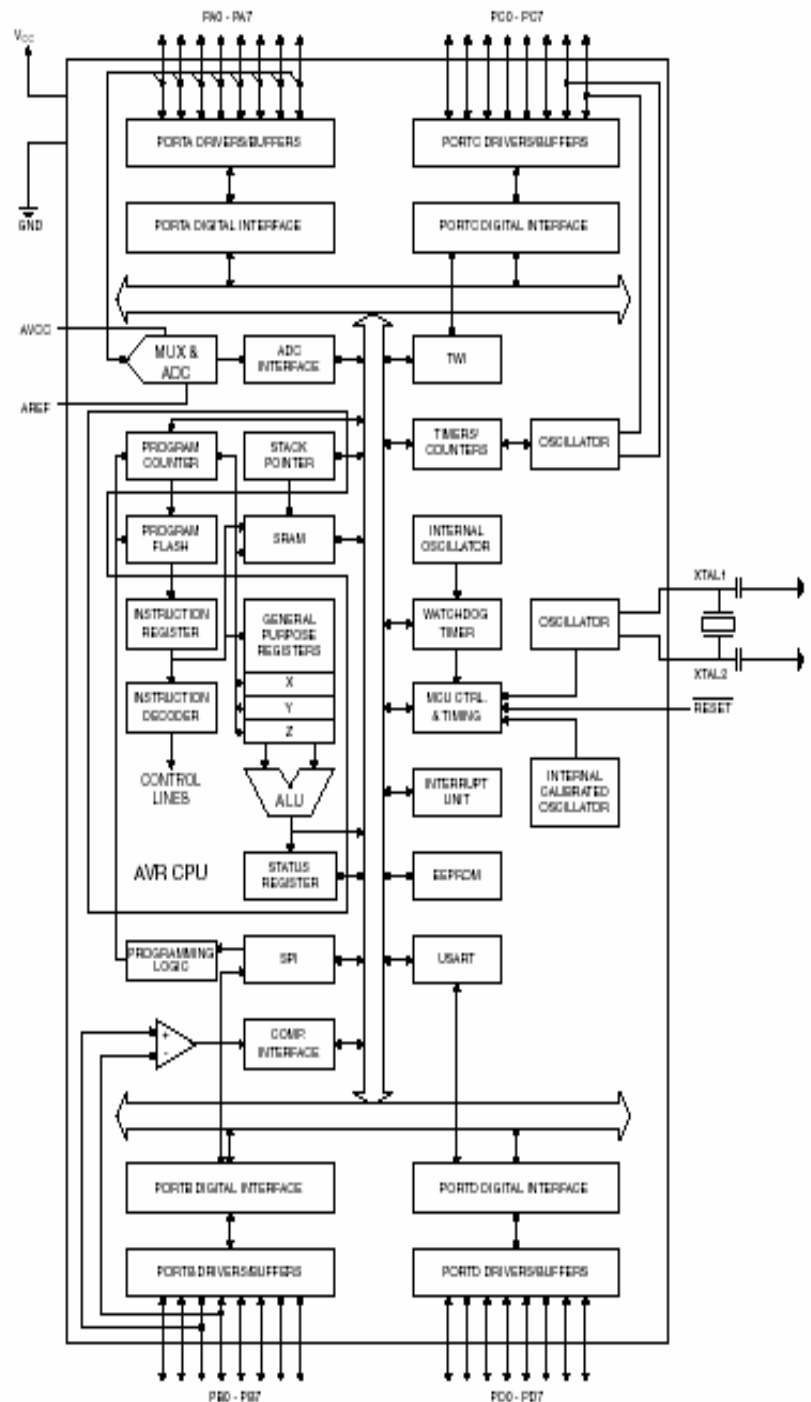 PA0 - PA7
PC0 - PC7
VCC
PORTA DRIVERS/BUFFERS
PORTC DRIVERS/BUFFERS
PORTA DIGITAL INTERFACE
PORTC DIGITAL INTERFACE
GND
AVCC
MUX &
ADC
ADC
INTERFACE
TWI
AREF
PROGRAM
COUNTER
STACK
POINTER
TIMERS/
COUNTERS
OSCILLATOR
PROGRAM
FLASH
SRAM
INTERNAL
OSCILLATOR
XTAL1
INSTRUCTION
REGISTER
GENERAL
PURPOSE
REGISTERS
WATCHDOG
TIMER
OSCILLATOR
X
XTAL2
INSTRUCTION
DECODER
Y
MCU CTRL.
& TIMING
RESET
Z
CONTROL
LINES
ALU
INTERRUPT
UNIT
INTERNAL
CALIBRATED
OSCILLATOR
AVR CPU
STATUS
REGISTER
EEPROM
PROGRAMMING
LOGIC
SPI
USART
+
-
COMP.
INTERFACE
PORTB DIGITAL INTERFACE
PORTD DIGITAL INTERFACE
PORTB DRIVERS/BUFFERS
PORTD DRIVERS/BUFFERS
PB0 - PB7
PD0 - PD7